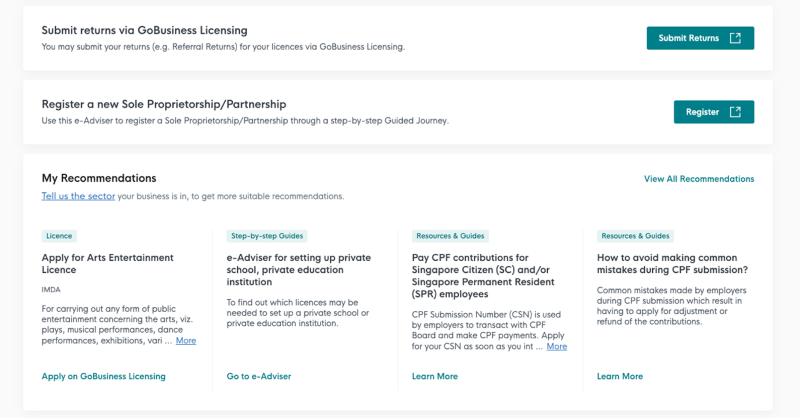 Submit returns via GoBusiness Licensing
You may submit your returns (e.g. Referral Returns) for your licences via GoBusiness Licensing.
Submit Returns
Register a new Sole Proprietorship/Partnership
Use this e-Adviser to register a Sole Proprietorship/Partnership through a step-by-step Guided Journey.
Register
My Recommendations
View All Recommendations
Tell us the sector your business is in, to get more suitable recommendations.
Licence
Apply for Arts Entertainment
Licence
IMDA
For carrying out any form of public
entertainment concerning the arts, viz.
plays, musical performances, dance
performances, exhibitions, vari ... More
Apply on GoBusiness Licensing
Step-by-step Guides
e-Adviser for setting up private
school, private education
institution
To find out which licences may be
needed to set up a private school or
private education institution.
Go to e-Adviser
Resources & Guides
Pay CPF contributions for
Singapore Citizen (SC) and/or
Singapore Permanent Resident
(SPR) employees
CPF Submission Number (CSN) is used
by employers to transact with CPF
Board and make CPF payments. Apply
for your CSN as soon as you int ... More
Learn More
Resources & Guides
How to avoid making common
mistakes during CPF submission?
Common mistakes made by employers
during CPF submission which result in
having to apply for adjustment or
refund of the contributions.
Learn More